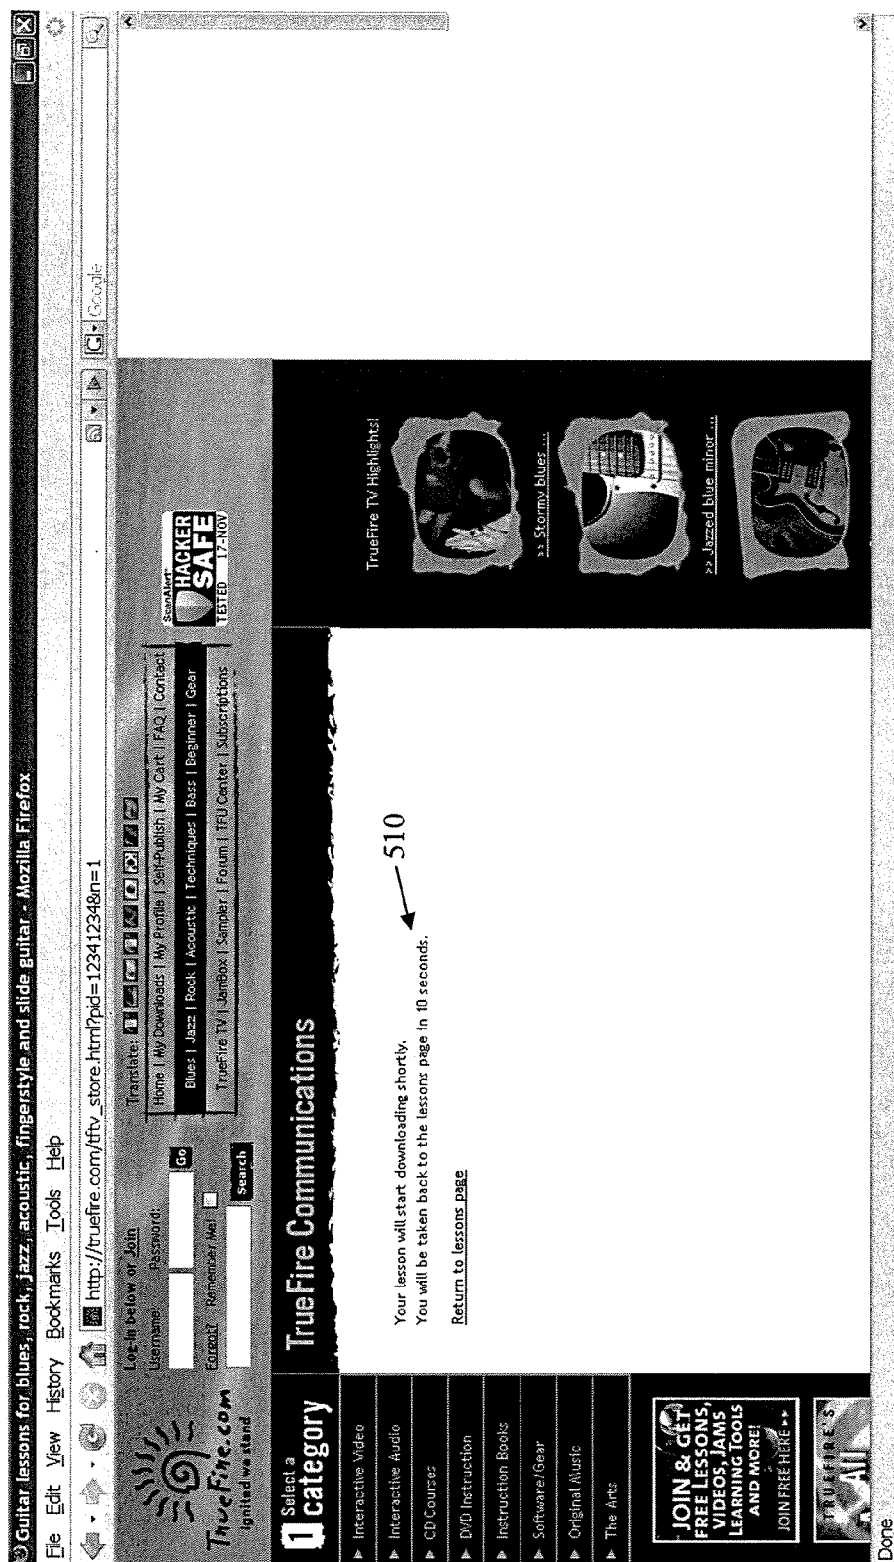 Guitar lessons for blues, rock, jazz, acoustic, fingerstyle and slide guitar - Mozilla Firefox
File Edit View History Bookmarks Tools Help
http://truefire.com/tftv_store.html?pid=12341234&n=1
G Google
TrueFire.com
Ignited we stand
Log-in below or Join
Username: Password:
Go
Forgot? Remember Me!
Search
Translate:
Home | My Downloads | My Profile | Self-Publish | My Cart | FAQ | Contact
Blues | Jazz | Rock | Acoustic | Techniques | Bass | Beginner | Gear
TrueFire TV | JamBox | Sampler | Forum | TFU Center | Subscriptions
ScanAlert
HACKER
SAFE
TESTED 17-NOV
1 Select a
category
Interactive Video
Interactive Audio
CD Courses
DVD Instruction
Instruction Books
Software/Gear
Original Music
The Arts
JOIN & GET
FREE LESSONS,
VIDEOS, JAMS
LEARNING TOOLS
AND MORE!
JOIN FREE HERE >>
TRUEFIRE'S
All
TrueFire Communications
Your lesson will start downloading shortly.
You will be taken back to the lessons page in 10 seconds.
Return to lessons page
510
TrueFire TV Highlights!
>> Stormy blues ...
>> Jazzed blue minor ...
Done